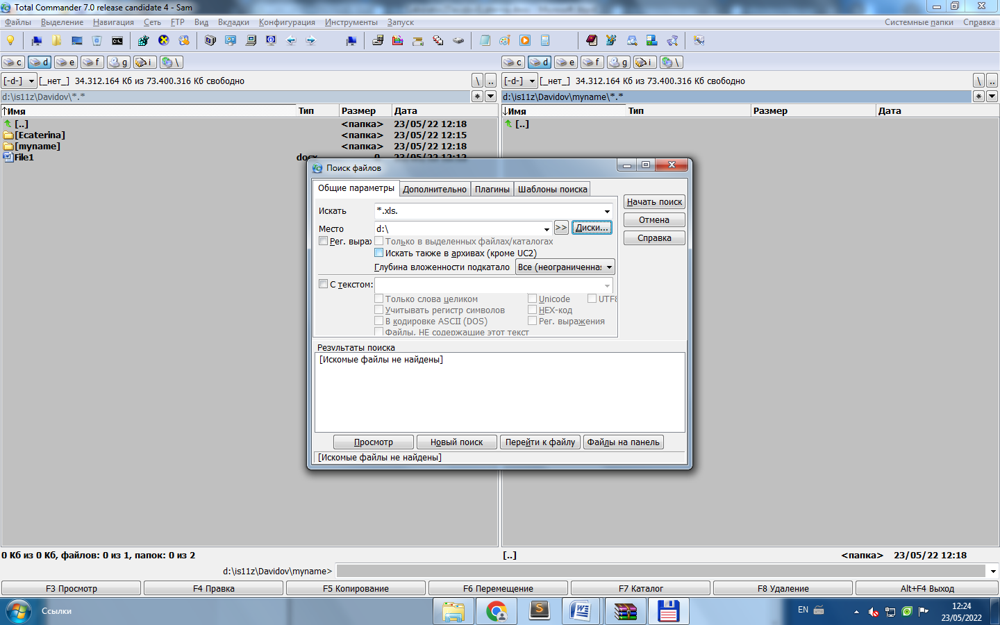 Total Commander 7.0 release candidate 4 - Sam
Файлы Выделение Навигация Сеть FTP Вид Вкладки Конфигурация Инструменты Запуск Системные папки Справка
c d e f g i \ c d e f g i \
[-d-] [_нет_] 34.312.164 Кб из 73.400.316 Кб свободно \ .. [-d-] [_нет_] 34.312.164 Кб из 73.400.316 Кб свободно \ ..
d:\is11z\Davidov\*.* * d:\is11z\Davidov\myname\*.* *
↑Имя Тип Размер Дата ↓Имя Тип Размер Дата
[..] <папка> 23/05/22 12:18 [..]
[Ecaterina] <папка> 23/05/22 12:15
[myname] <папка> 23/05/22 12:18
File1 docx 0 23/05/22 12:12
Поиск файлов
Общие параметры Дополнительно Плагины Шаблоны поиска
Искать *.xls. Начать поиск
Место d:\ >> Диски... Отмена
Рег. выраж Только в выделенных файлах/каталогах Справка
Искать также в архивах (кроме UC2)
Глубина вложенности подкатало Все (неограниченная
С текстом:
Только слова целиком Unicode UTF8
Учитывать регистр символов HEX-код
В кодировке ASCII (DOS) Рег. выражения
Файлы, НЕ содержащие этот текст
Результаты поиска
[Искомые файлы не найдены]
Просмотр Новый поиск Перейти к файлу Файлы на панель
[Искомые файлы не найдены]
0 Кб из 0 Кб, файлов: 0 из 1, папок: 0 из 2 [..] <папка> 23/05/22 12:18
d:\is11z\Davidov\myname>
F3 Просмотр F4 Правка F5 Копирование F6 Перемещение F7 Каталог F8 Удаление Alt+F4 Выход
Ссылки EN 12:24
23/05/2022